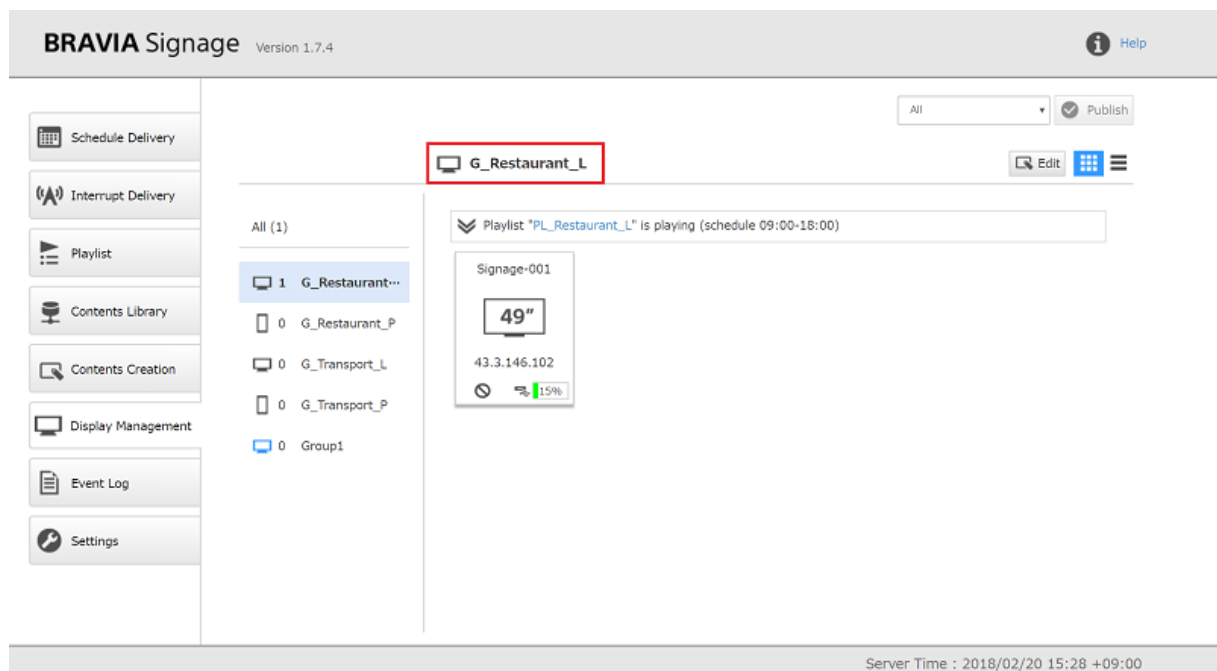 BRAVIA Signage Version 1.7.4
Help
All
Publish
Schedule Delivery
G_Restaurant_L
Edit
Interrupt Delivery
All (1)
Playlist "PL_Restaurant_L" is playing (schedule 09:00-18:00)
Playlist
Signage-001
1 G_Restaurant···
49"
Contents Library
0 G_Restaurant_P
43.3.146.102
Contents Creation
0 G_Transport_L
15%
0 G_Transport_P
Display Management
0 Group1
Event Log
Settings
Server Time : 2018/02/20 15:28 +09:00